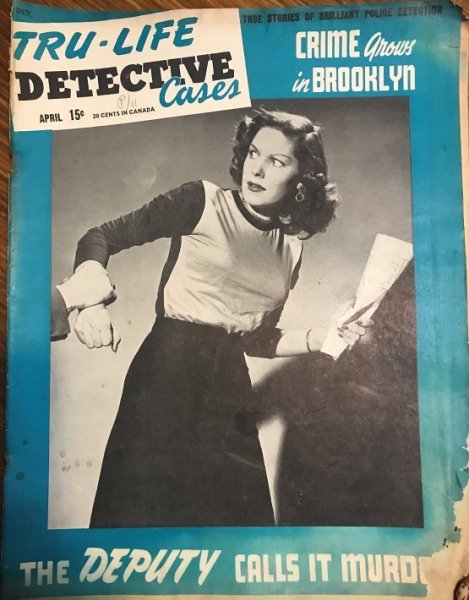 IND.
TRUE STORIES OF BRILLIANT POLICE DETECTION
TRU-LIFE
DETECTIVE
Cases
APRIL 15¢ 20 CENTS IN CANADA
CRIME Grows
in BROOKLYN
THE DEPUTY CALLS IT MURD